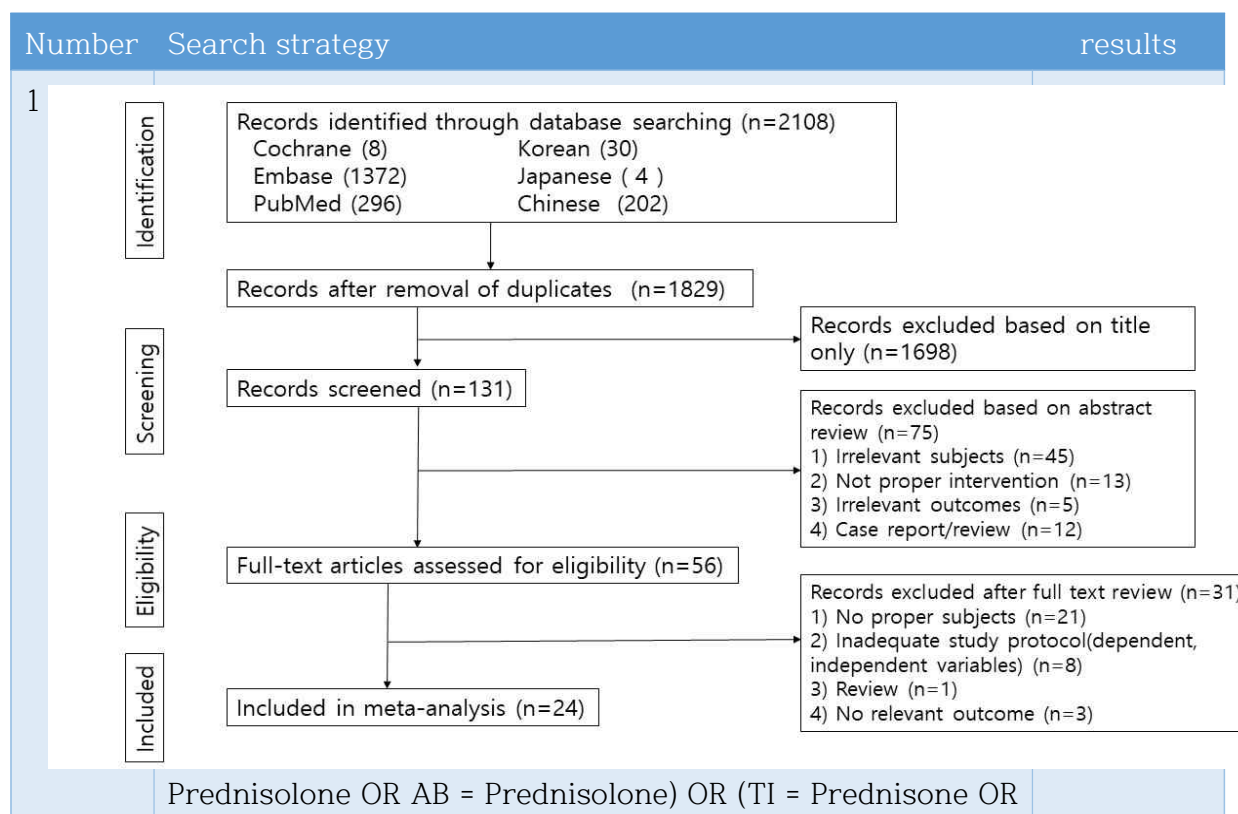 Number Search strategy results
1
Identification
Records identified through database searching (n=2108)
Cochrane (8) Korean (30)
Embase (1372) Japanese ( 4 )
PubMed (296) Chinese (202)
Records after removal of duplicates (n=1829)
Screening
Records excluded based on title
only (n=1698)
Records screened (n=131)
Records excluded based on abstract
review (n=75)
1) Irrelevant subjects (n=45)
2) Not proper intervention (n=13)
3) Irrelevant outcomes (n=5)
4) Case report/review (n=12)
Eligibility
Full-text articles assessed for eligibility (n=56)
Records excluded after full text review (n=31)
1) No proper subjects (n=21)
2) Inadequate study protocol(dependent,
independent variables) (n=8)
3) Review (n=1)
4) No relevant outcome (n=3)
Included
Included in meta-analysis (n=24)
Prednisolone OR AB = Prednisolone) OR (TI = Prednisone OR